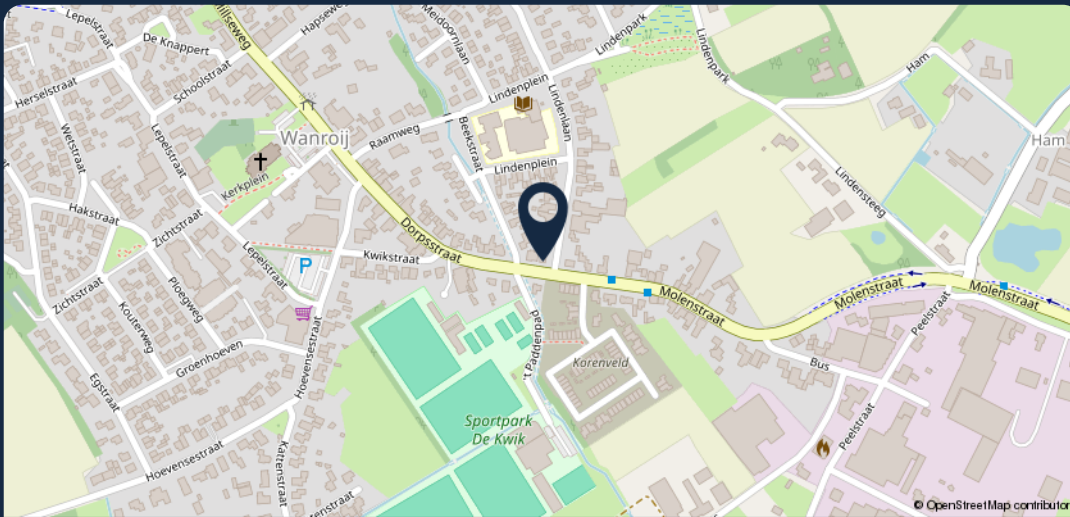 Lepelstraat
De Knappert
Hapseweg
Meidoornlaan
Lindenpark
Herselstraat
Schoolstraat
Lindenplein
Lindenpark
Ham
Wanroij
Raamweg
Beekstraat
Lindenlaan
Ham
Wetstraat
Lepelstraat
Lindenplein
Kerkplein
Lindensteeg
Hakstraat
Zichtstraat
Dorpsstraat
Kwikstraat
Lepelstraat
P
Zichtstraat
Ploegweg
Molenstraat
Molenstraat
Molenstraat
Kouterweg
't Paddenpad
Peelstraat
Groenhoeven
Hoevensestraat
Korenveld
Bus
Egstraat
Sportpark
De Kwik
Peelstraat
Hoevensestraat
Kattenstraat
© OpenStreetMap contributor